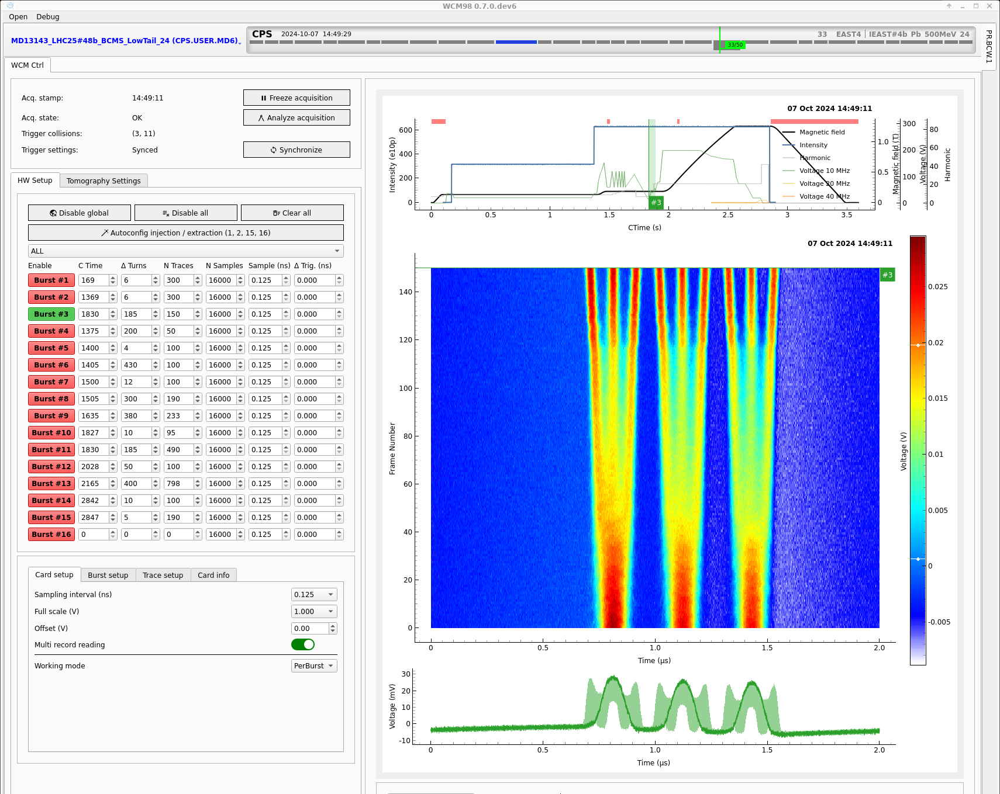 WCM98 0.7.0.dev6
Open Debug
MD13143_LHC25#48b_BCMS_LowTail_24 (CPS.USER.MD6)
CPS 2024-10-07 14:49:29 33 EAST4 IEAST#4b Pb 500MeV 24
33/50
PR.BCW.1
WCM Ctrl
Acq. stamp: 14:49:11 Freeze acquisition
Acq. state: OK Analyze acquisition
Trigger collisions: (3, 11)
Trigger settings: Synced Synchronize
HW Setup Tomography Settings
Disable global Disable all Clear all
Autoconfig injection / extraction (1, 2, 15, 16)
ALL
Enable C Time Δ Turns N Traces N Samples Sample (ns) Δ Trig. (ns)
Burst #1 169 6 300 16000 0.125 0.000
Burst #2 1369 6 300 16000 0.125 0.000
Burst #3 1830 185 150 16000 0.125 0.000
Burst #4 1375 200 50 16000 0.125 0.000
Burst #5 1400 4 100 16000 0.125 0.000
Burst #6 1405 430 100 16000 0.125 0.000
Burst #7 1500 12 100 16000 0.125 0.000
Burst #8 1505 300 190 16000 0.125 0.000
Burst #9 1635 380 233 16000 0.125 0.000
Burst #10 1827 10 95 16000 0.125 0.000
Burst #11 1830 185 490 16000 0.125 0.000
Burst #12 2028 50 100 16000 0.125 0.000
Burst #13 2165 400 798 16000 0.125 0.000
Burst #14 2842 10 100 16000 0.125 0.000
Burst #15 2847 5 190 16000 0.125 0.000
Burst #16 0 0 0 16000 0.125 0.000
Card setup Burst setup Trace setup Card info
Sampling interval (ns) 0.125
Full scale (V) 1.000
Offset (V) 0.00
Multi record reading
Working mode PerBurst
07 Oct 2024 14:49:11
Intensity (e10p)
600
400
200
0
Magnetic field
Intensity
Harmonic
Voltage 10 MHz
Voltage 20 MHz
Voltage 40 MHz
#3
1.0
0.5
0
Magnetic field (T)
300
200
100
0
Voltage (V)
80
60
40
20
0
Harmonic
0 0.5 1 1.5 2 2.5 3 3.5
CTime (s)
07 Oct 2024 14:49:11
#3
Frame Number
140
120
100
80
60
40
20
0
0 0.5 1.0 1.5 2.0
Time (μs)
Voltage (V)
0.025
0.02
0.015
0.01
0.005
0
-0.005
Voltage (mV)
30
20
10
0
-10
0 0.5 1.0 1.5 2.0
Time (μs)